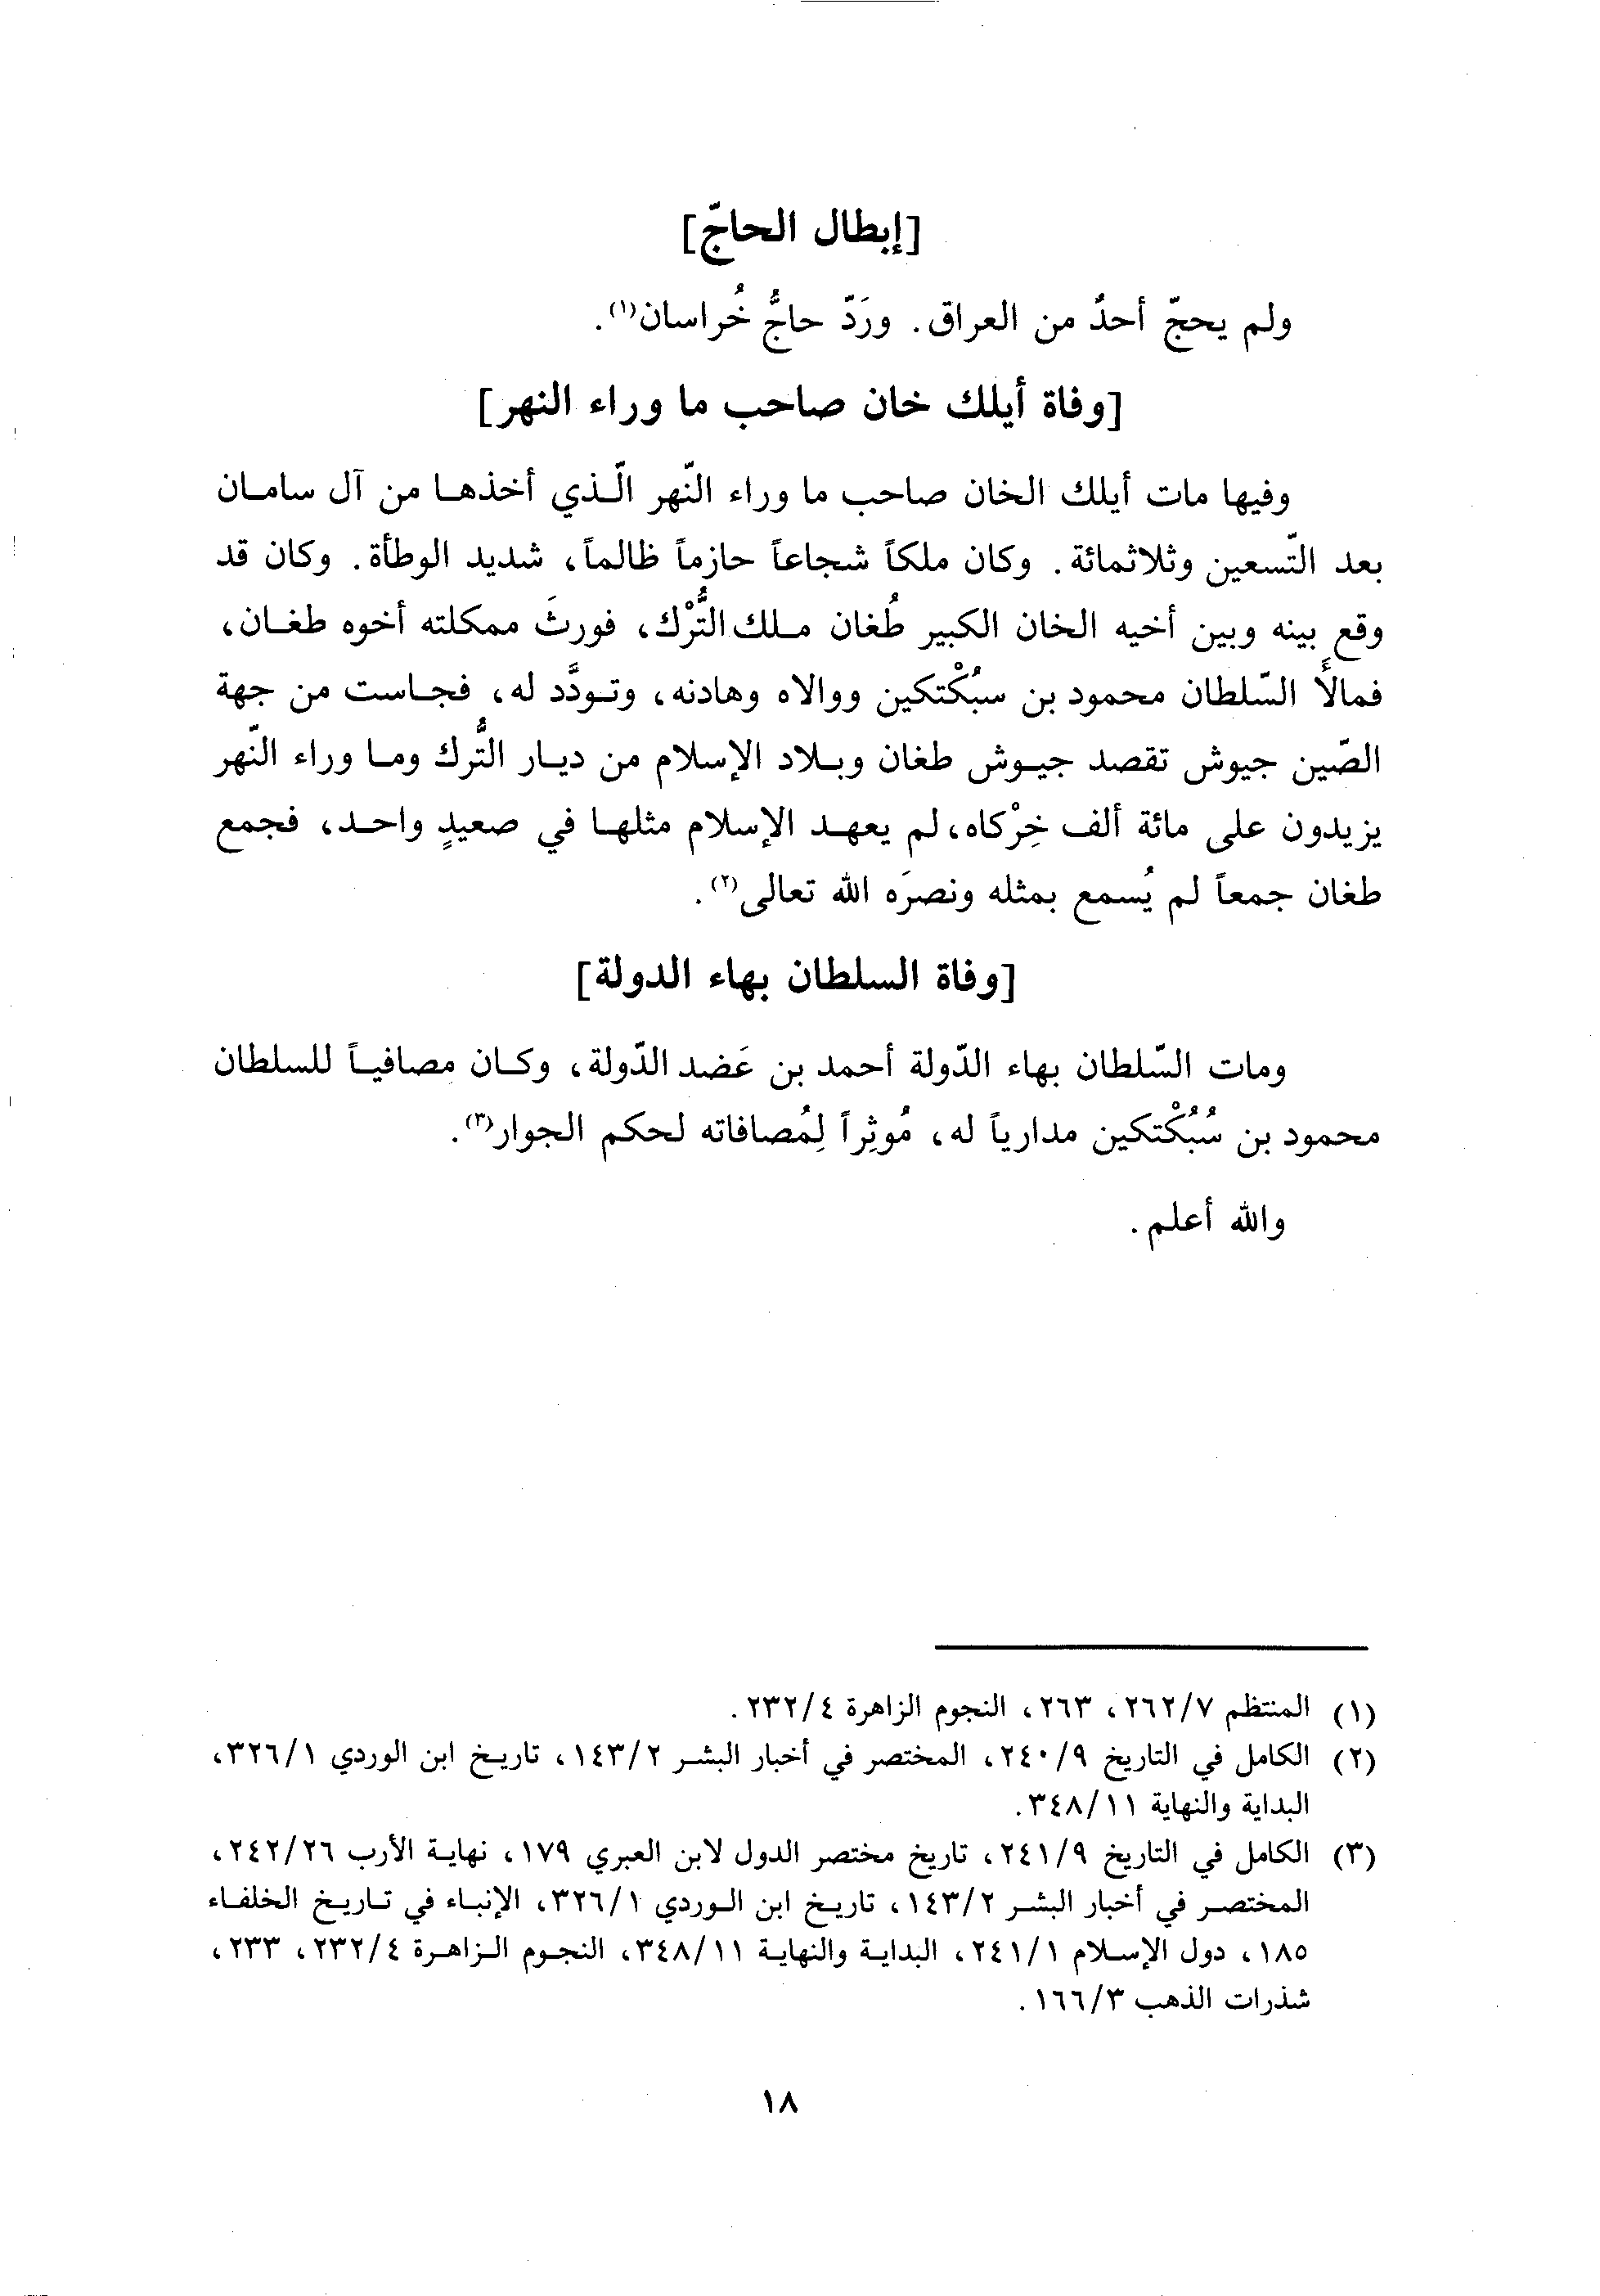 [إبطال الحاجّ]
ولم يحجّ أحدٌ من العراق. ورَدّ حاجُّ خُراسان(١).
[وفاة أيلك خان صاحب ما وراء النهر]
وفيها مات أيلك الخان صاحب ما وراء النّهر الّذي أخذها من آل سامان
بعد التّسعين وثلاثمائة. وكان ملكاً شجاعاً حازماً ظالماً، شديد الوطأة. وكان قد
وقع بينه وبين أخيه الخان الكبير طُغان ملك التُّرْك، فورثَ ممكلته أخوه طغان،
فمالأَ السّلطان محمود بن سبُكْتكين ووالاه وهادنه، وتودَّد له، فجاست من جهة
الصّين جيوش تقصد جيوش طغان وبلاد الإسلام من ديار التُّرك وما وراء النّهر
يزيدون على مائة ألف خِرْكاه، لم يعهد الإسلام مثلها في صعيدٍ واحد، فجمع
طغان جمعاً لم يُسمع بمثله ونصرَه الله تعالى(٢).
[وفاة السلطان بهاء الدولة]
ومات السّلطان بهاء الدّولة أحمد بن عَضد الدّولة، وكان مصافياً للسلطان
محمود بن سُبُكْتكين مدارياً له، مُوثِراً لِمُصافاته لحكم الجوار(٣).
والله أعلم.
(١) المنتظم ٢٦٢/٧، ٢٦٣، النجوم الزاهرة ٢٣٢/٤.
(٢) الكامل في التاريخ ٢٤٠/٩، المختصر في أخبار البشر ١٤٣/٢، تاريخ ابن الوردي ٣٢٦/١،
البداية والنهاية ٣٤٨/١١.
(٣) الكامل في التاريخ ٢٤١/٩، تاريخ مختصر الدول لابن العبري ١٧٩، نهاية الأرب ٢٤٢/٢٦،
المختصر في أخبار البشر ١٤٣/٢، تاريخ ابن الوردي ٣٢٦/١، الإنباء في تاريخ الخلفاء
١٨٥، دول الإسلام ٢٤١/١، البداية والنهاية ٣٤٨/١١، النجوم الزاهرة ٢٣٢/٤، ٢٣٣،
شذرات الذهب ١٦٦/٣.
١٨